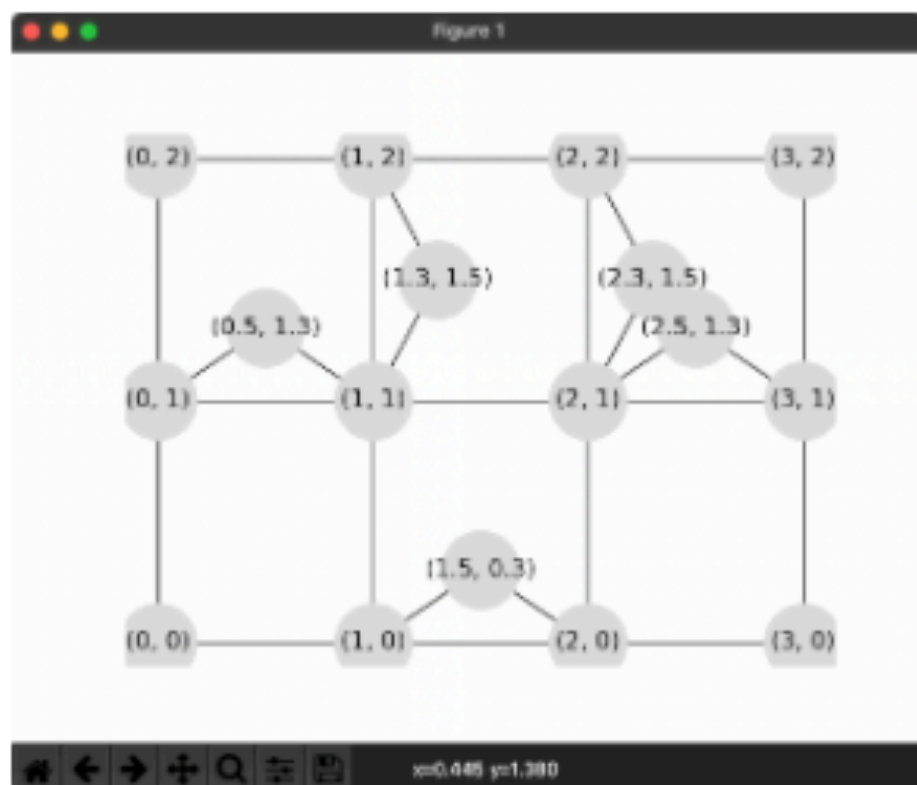 Figure 1
(0, 2) (1, 2) (2, 2) (3, 2)
(1.3, 1.5) (2.3, 1.5)
(0.5, 1.3) (2.5, 1.3)
(0, 1) (1, 1) (2, 1) (3, 1)
(1.5, 0.3)
(0, 0) (1, 0) (2, 0) (3, 0)
x=0.446 y=1.380